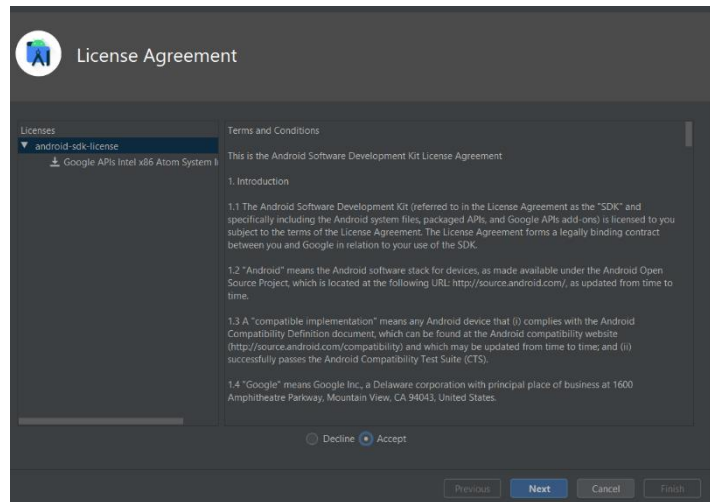 License Agreement
Licenses
android-sdk-license
Google APIs Intel x86 Atom System
Terms and Conditions
This is the Android Software Development Kit License Agreement
1. Introduction
1.1 The Android Software Development Kit (referred to in the License Agreement as the "SDK" and
specifically including the Android system files, packaged APIs, and Google APIs add-ons) is licensed to you
subject to the terms of the License Agreement. The License Agreement forms a legally binding contract
between you and Google in relation to your use of the SDK.
1.2 "Android" means the Android software stack for devices, as made available under the Android Open
Source Project, which is located at the following URL: http://source.android.com/, as updated from time to
time.
1.3 A "compatible implementation" means any Android device that (i) complies with the Android
Compatibility Definition document, which can be found at the Android compatibility website
(http://source.android.com/compatibility) and which may be updated from time to time; and (ii)
successfully passes the Android Compatibility Test Suite (CTS).
1.4 "Google" means Google Inc., a Delaware corporation with principal place of business at 1600
Amphitheatre Parkway, Mountain View, CA 94043, United States.
Decline Accept
Previous Next Cancel Finish